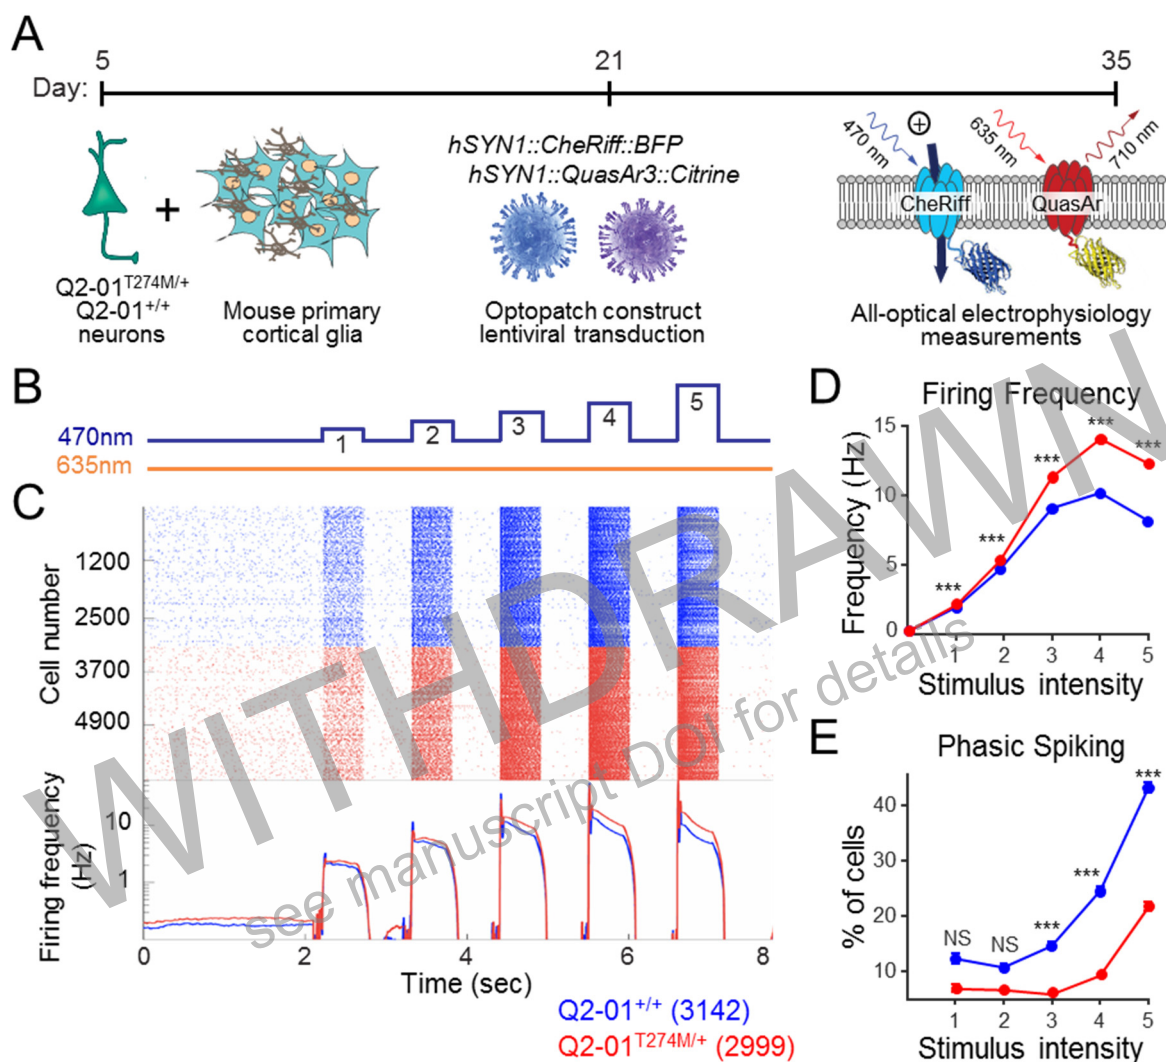 A
Day:
5
21
35
Q2-01T274M/+
Q2-01+/+
neurons
+
Mouse primary
cortical glia
hSYN1::CheRiff::BFP
hSYN1::QuasAr3::Citrine
Optopatch construct
lentiviral transduction
470 nm
+
635 nm
710 nm
CheRiff
QuasAr
All-optical electrophysiology
measurements
B
470nm
635nm
1
2
3
4
5
C
Cell number
1200
2500
3700
4900
Firing frequency
(Hz)
10
1
0
2
4
6
8
Time (sec)
Q2-01+/+ (3142)
Q2-01T274M/+ (2999)
D
Firing Frequency
Frequency (Hz)
15
10
5
0
***
***
***
***
***
1 2 3 4 5
Stimulus intensity
E
Phasic Spiking
% of cells
40
30
20
10
NS
NS
***
***
***
1 2 3 4 5
Stimulus intensity
WITHDRAWN
see manuscript DOI for details